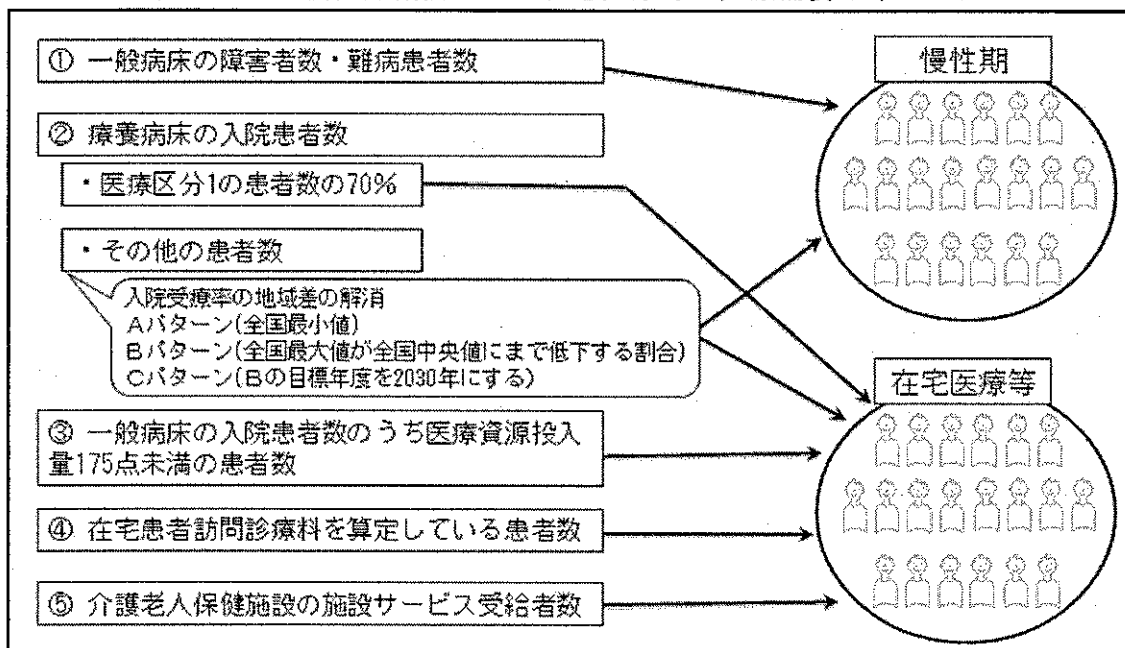 ① 一般病床の障害者数・難病患者数
② 療養病床の入院患者数
・医療区分1の患者数の70%
・その他の患者数
入院受療率の地域差の解消
Aパターン(全国最小値)
Bパターン(全国最大値が全国中央値にまで低下する割合)
Cパターン(Bの目標年度を2030年にする)
③ 一般病床の入院患者数のうち医療資源投入
量175点未満の患者数
④ 在宅患者訪問診療料を算定している患者数
⑤ 介護老人保健施設の施設サービス受給者数
慢性期
在宅医療等